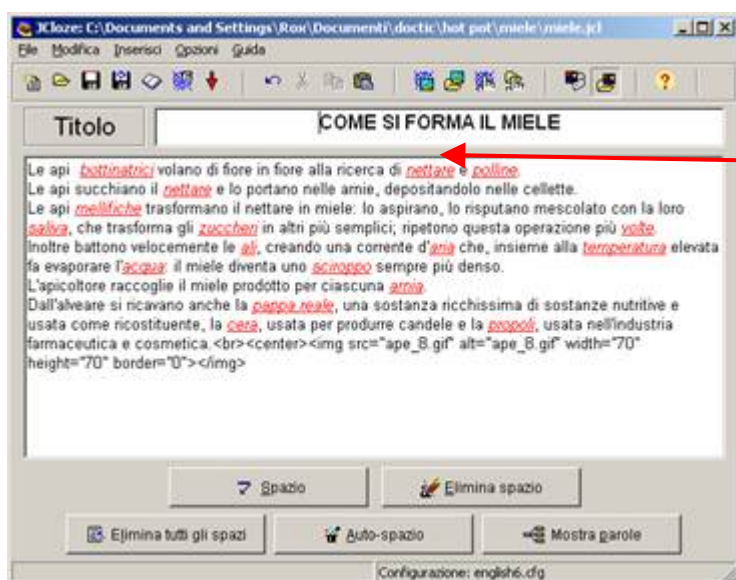 JCloze: C:\Documents and Settings\Rox\Documenti\doctic\hot pot\miele\miele.jcl
File Modifica Inserisci Opzioni Guida
Titolo
COME SI FORMA IL MIELE
Le api bottinatrici volano di fiore in fiore alla ricerca di nettare e polline.
Le api succhiano il nettare e lo portano nelle arnie, depositandolo nelle cellette.
Le api mellifiche trasformano il nettare in miele: lo aspirano, lo risputano mescolato con la loro
saliva, che trasforma gli zuccheri in altri più semplici; ripetono questa operazione più volte.
Inoltre battono velocemente le ali, creando una corrente d'aria che, insieme alla temperatura elevata
fa evaporare l'acqua: il miele diventa uno sciroppo sempre più denso.
L'apicoltore raccoglie il miele prodotto per ciascuna arnia.
Dall'alveare si ricavano anche la pappa reale, una sostanza ricchissima di sostanze nutritive e
usata come ricostituente, la cera, usata per produrre candele e la propoli, usata nell'industria
farmaceutica e cosmetica.<br><center><img src="ape_8.gif" alt="ape_8.gif" width="70"
height="70" border="0"></img>
Spazio Elimina spazio
Elimina tutti gli spazi Auto-spazio Mostra parole
Configurazione: english6.cfg